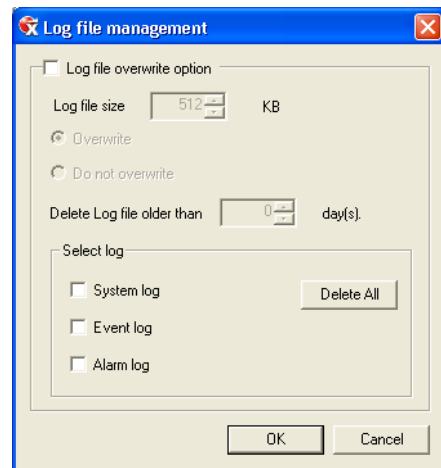 Log file management
Log file overwrite option
Log file size 512 KB
Overwrite
Do not overwrite
Delete Log file older than 0 day(s).
Select log
System log Delete All
Event log
Alarm log
OK Cancel